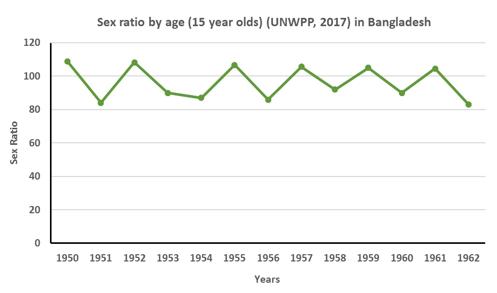 Sex ratio by age (15 year olds) (UNWPP, 2017) in Bangladesh
120
100
80
60
40
20
0
Sex Ratio
1950 1951 1952 1953 1954 1955 1956 1957 1958 1959 1960 1961 1962
Years